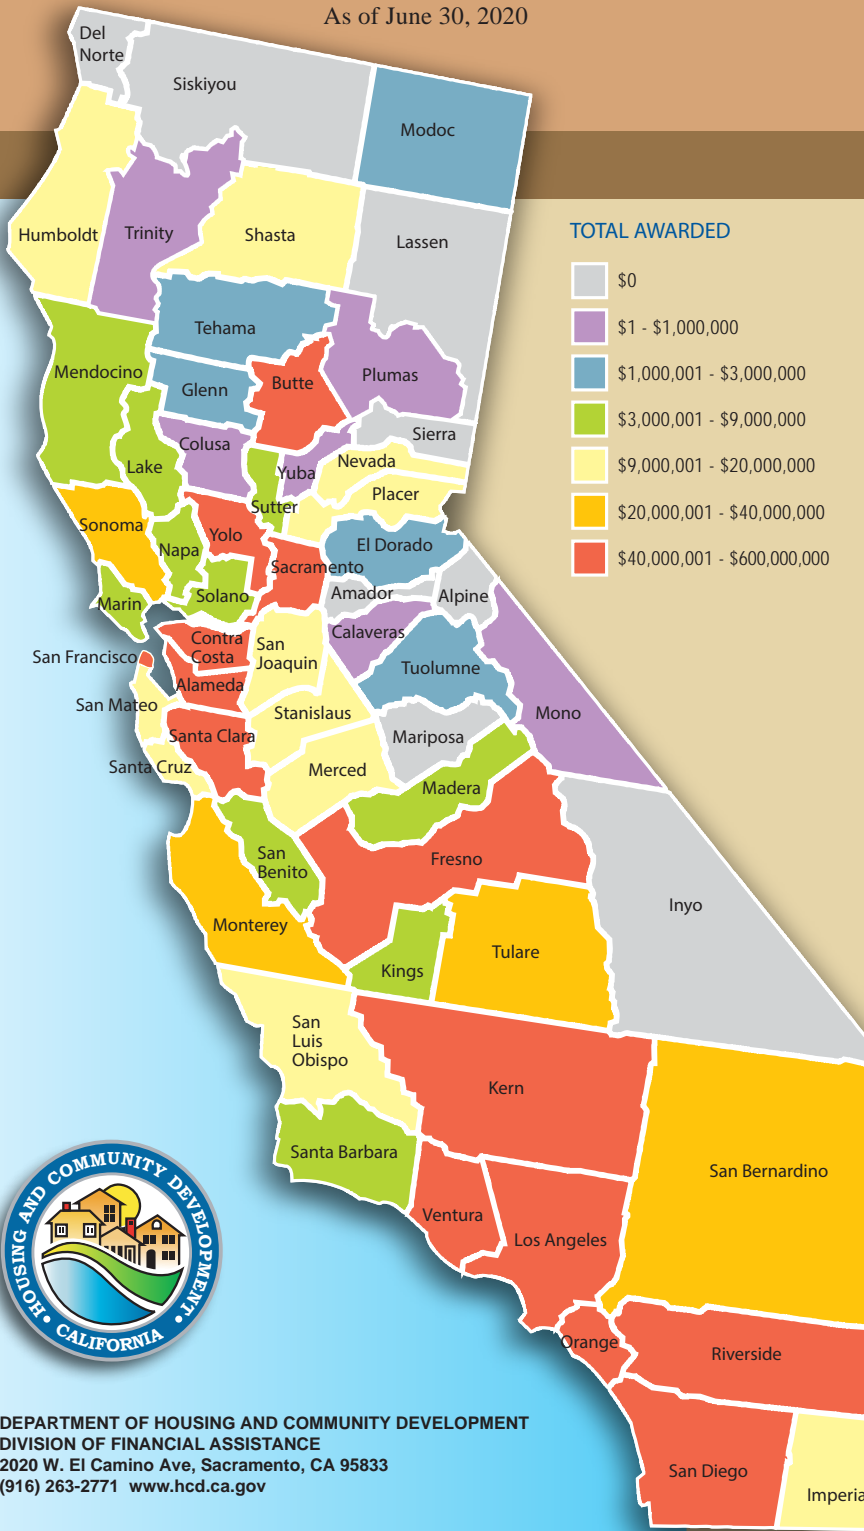 As of June 30, 2020
Del
Norte
Siskiyou
Modoc
Humboldt
Trinity
Shasta
Lassen
TOTAL AWARDED
$0
$1 - $1,000,000
$1,000,001 - $3,000,000
$3,000,001 - $9,000,000
$9,000,001 - $20,000,000
$20,000,001 - $40,000,000
$40,000,001 - $600,000,000
Tehama
Mendocino
Glenn
Butte
Plumas
Colusa
Sierra
Lake
Yuba
Nevada
Placer
Sutter
Sonoma
Napa
Yolo
El Dorado
Sacramento
Marin
Solano
Amador
Alpine
Contra
Costa
San
Joaquin
Calaveras
San Francisco
Alameda
Tuolumne
San Mateo
Stanislaus
Mono
Santa Clara
Mariposa
Santa Cruz
Merced
Madera
San
Benito
Fresno
Inyo
Monterey
Tulare
Kings
San
Luis
Obispo
Kern
Santa Barbara
San Bernardino
Ventura
Los Angeles
Orange
Riverside
San Diego
Imperia
HOUSING AND COMMUNITY DEVELOPMENT
• CALIFORNIA •
DEPARTMENT OF HOUSING AND COMMUNITY DEVELOPMENT
DIVISION OF FINANCIAL ASSISTANCE
2020 W. El Camino Ave, Sacramento, CA 95833
(916) 263-2771 www.hcd.ca.gov